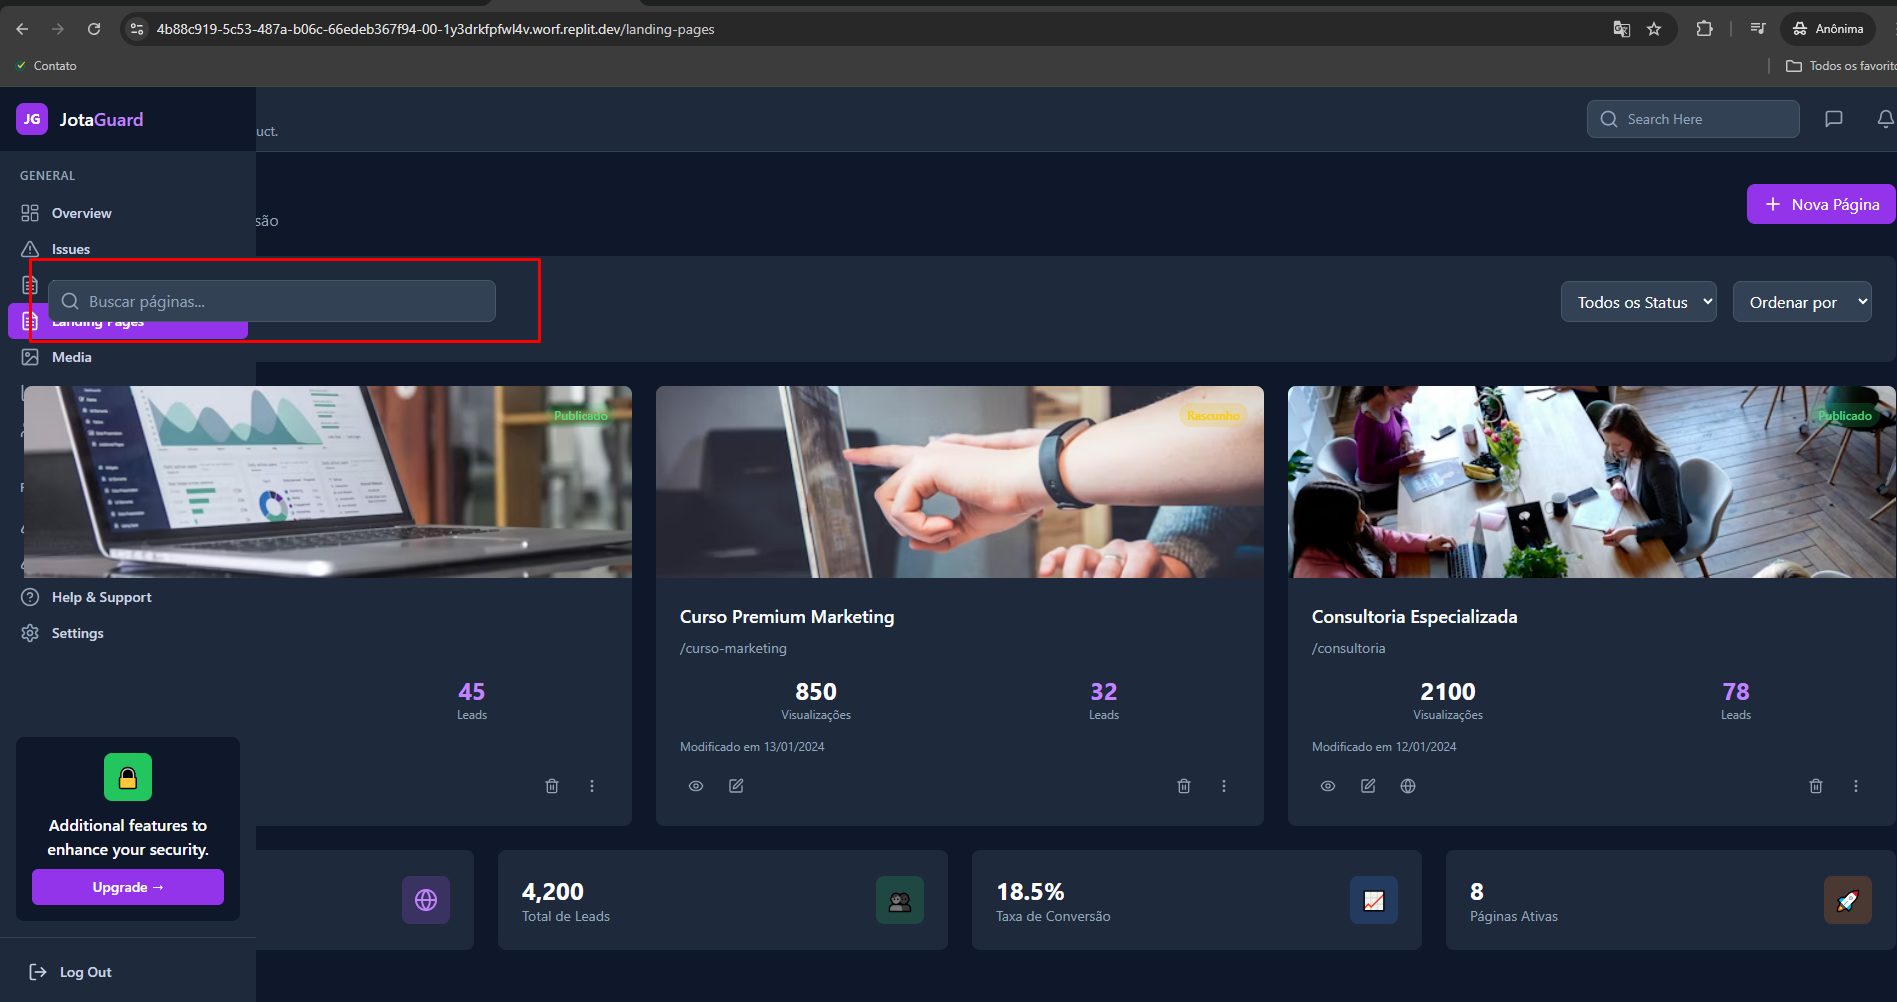 4b88c919-5c53-487a-b06c-66edeb367f94-00-1y3drkfpfwl4v.worf.replit.dev/landing-pages
Anônima
Contato
Todos os favorito
JG
JotaGuard
uct.
Search Here
GENERAL
Overview
são
Nova Página
Issues
Buscar páginas...
Todos os Status
Ordenar por
Landing Pages
Media
Publicado
Rascunho
Publicado
Help & Support
Settings
Curso Premium Marketing
Consultoria Especializada
/curso-marketing
/consultoria
45
850
32
2100
78
Leads
Visualizações
Leads
Visualizações
Leads
Modificado em 13/01/2024
Modificado em 12/01/2024
Additional features to
enhance your security.
Upgrade →
4,200
Total de Leads
18.5%
Taxa de Conversão
8
Páginas Ativas
Log Out